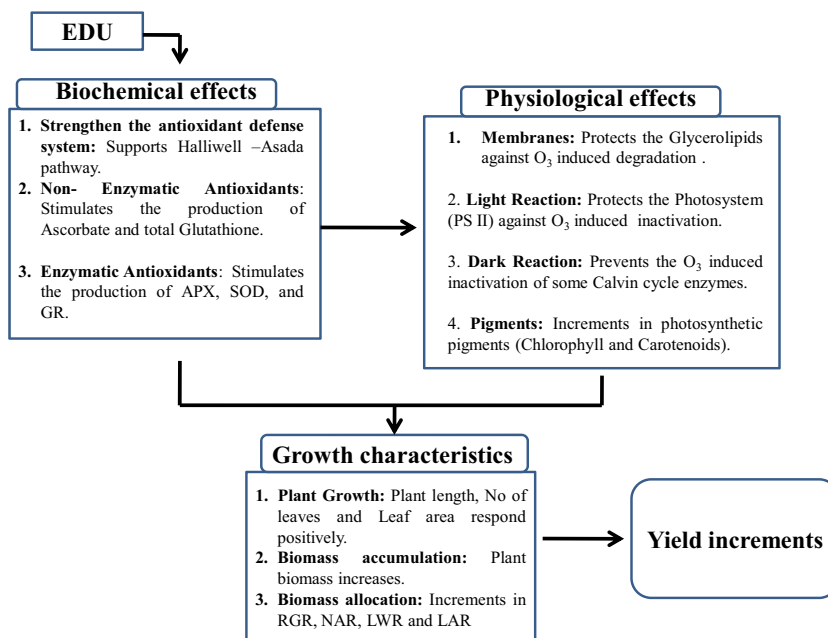 EDU
Biochemical effects
1. Strengthen the antioxidant defense
system: Supports Halliwell –Asada
pathway.
2. Non- Enzymatic Antioxidants:
Stimulates the production of
Ascorbate and total Glutathione.
3. Enzymatic Antioxidants: Stimulates
the production of APX, SOD, and
GR.
Physiological effects
1. Membranes: Protects the Glycerolipids
against O3 induced degradation .
2. Light Reaction: Protects the Photosystem
(PS II) against O3 induced inactivation.
3. Dark Reaction: Prevents the O3 induced
inactivation of some Calvin cycle enzymes.
4. Pigments: Increments in photosynthetic
pigments (Chlorophyll and Carotenoids).
Growth characteristics
1. Plant Growth: Plant length, No of
leaves and Leaf area respond
positively.
2. Biomass accumulation: Plant
biomass increases.
3. Biomass allocation: Increments in
RGR, NAR, LWR and LAR
Yield increments